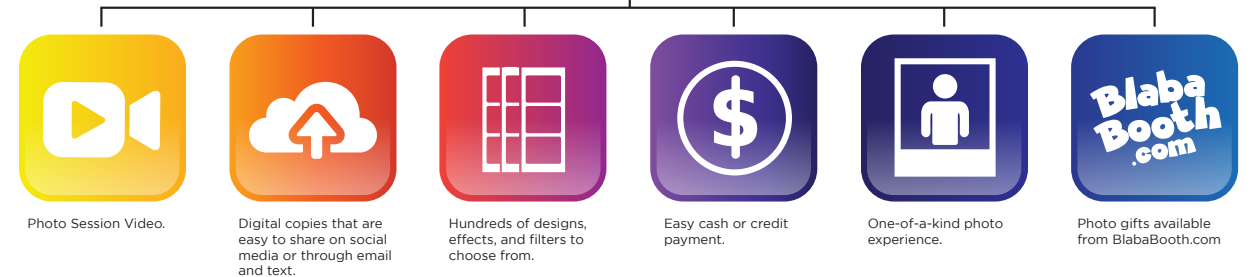 $
Blaba
Booth
.com
Photo Session Video.
Digital copies that are
easy to share on social
media or through email
and text.
Hundreds of designs,
effects, and filters to
choose from.
Easy cash or credit
payment.
One-of-a-kind photo
experience.
Photo gifts available
from BlabaBooth.com